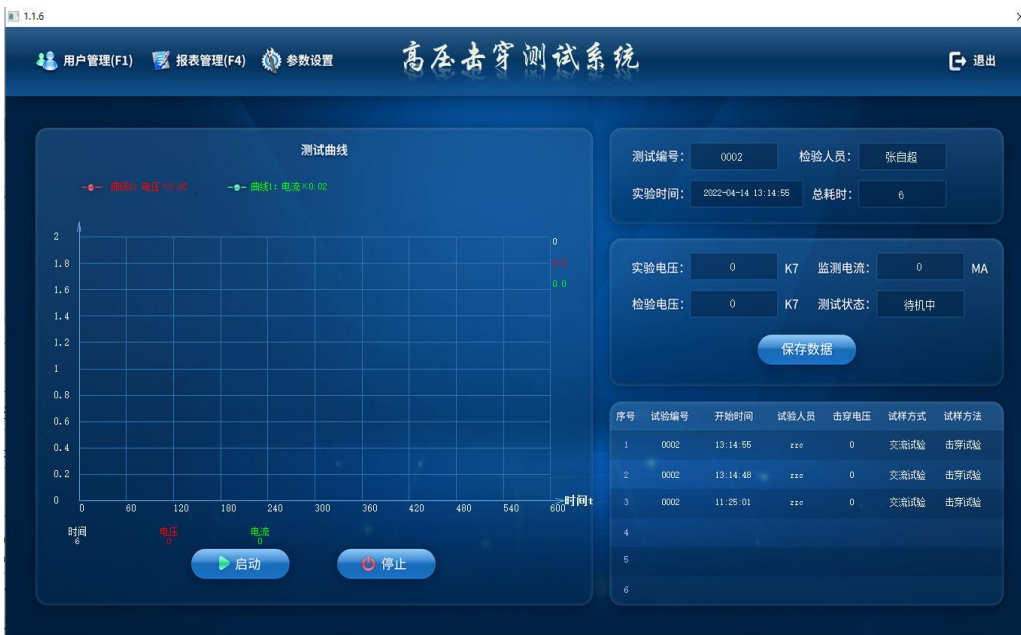 1.1.6
用户管理(F1) 报表管理(F4) 参数设置 高压击穿测试系统 退出
测试曲线
曲线0: 电压×0.02 曲线1: 电流×0.02
2
1.8
1.6
1.4
1.2
1
0.8
0.6
0.4
0.2
0
0 60 120 180 240 300 360 420 480 540 600 时间t
0
0.0
0.0
时间 电压 电流
6 0 0
启动 停止
测试编号: 0002 检验人员: 张自超
实验时间: 2022-04-14 13:14:55 总耗时: 6
实验电压: 0 K7 监测电流: 0 MA
检验电压: 0 K7 测试状态: 待机中
保存数据
序号 试验编号 开始时间 试验人员 击穿电压 试样方式 试样方法
1 0002 13:14:55 zzc 0 交流试验 击穿试验
2 0002 13:14:48 zzc 0 交流试验 击穿试验
3 0002 11:25:01 zzc 0 交流试验 击穿试验
4
5
6